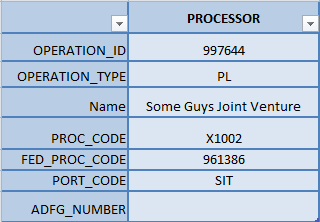 PROCESSOR
OPERATION_ID 997644
OPERATION_TYPE PL
Name Some Guys Joint Venture
PROC_CODE X1002
FED_PROC_CODE 961386
PORT_CODE SIT
ADFG_NUMBER